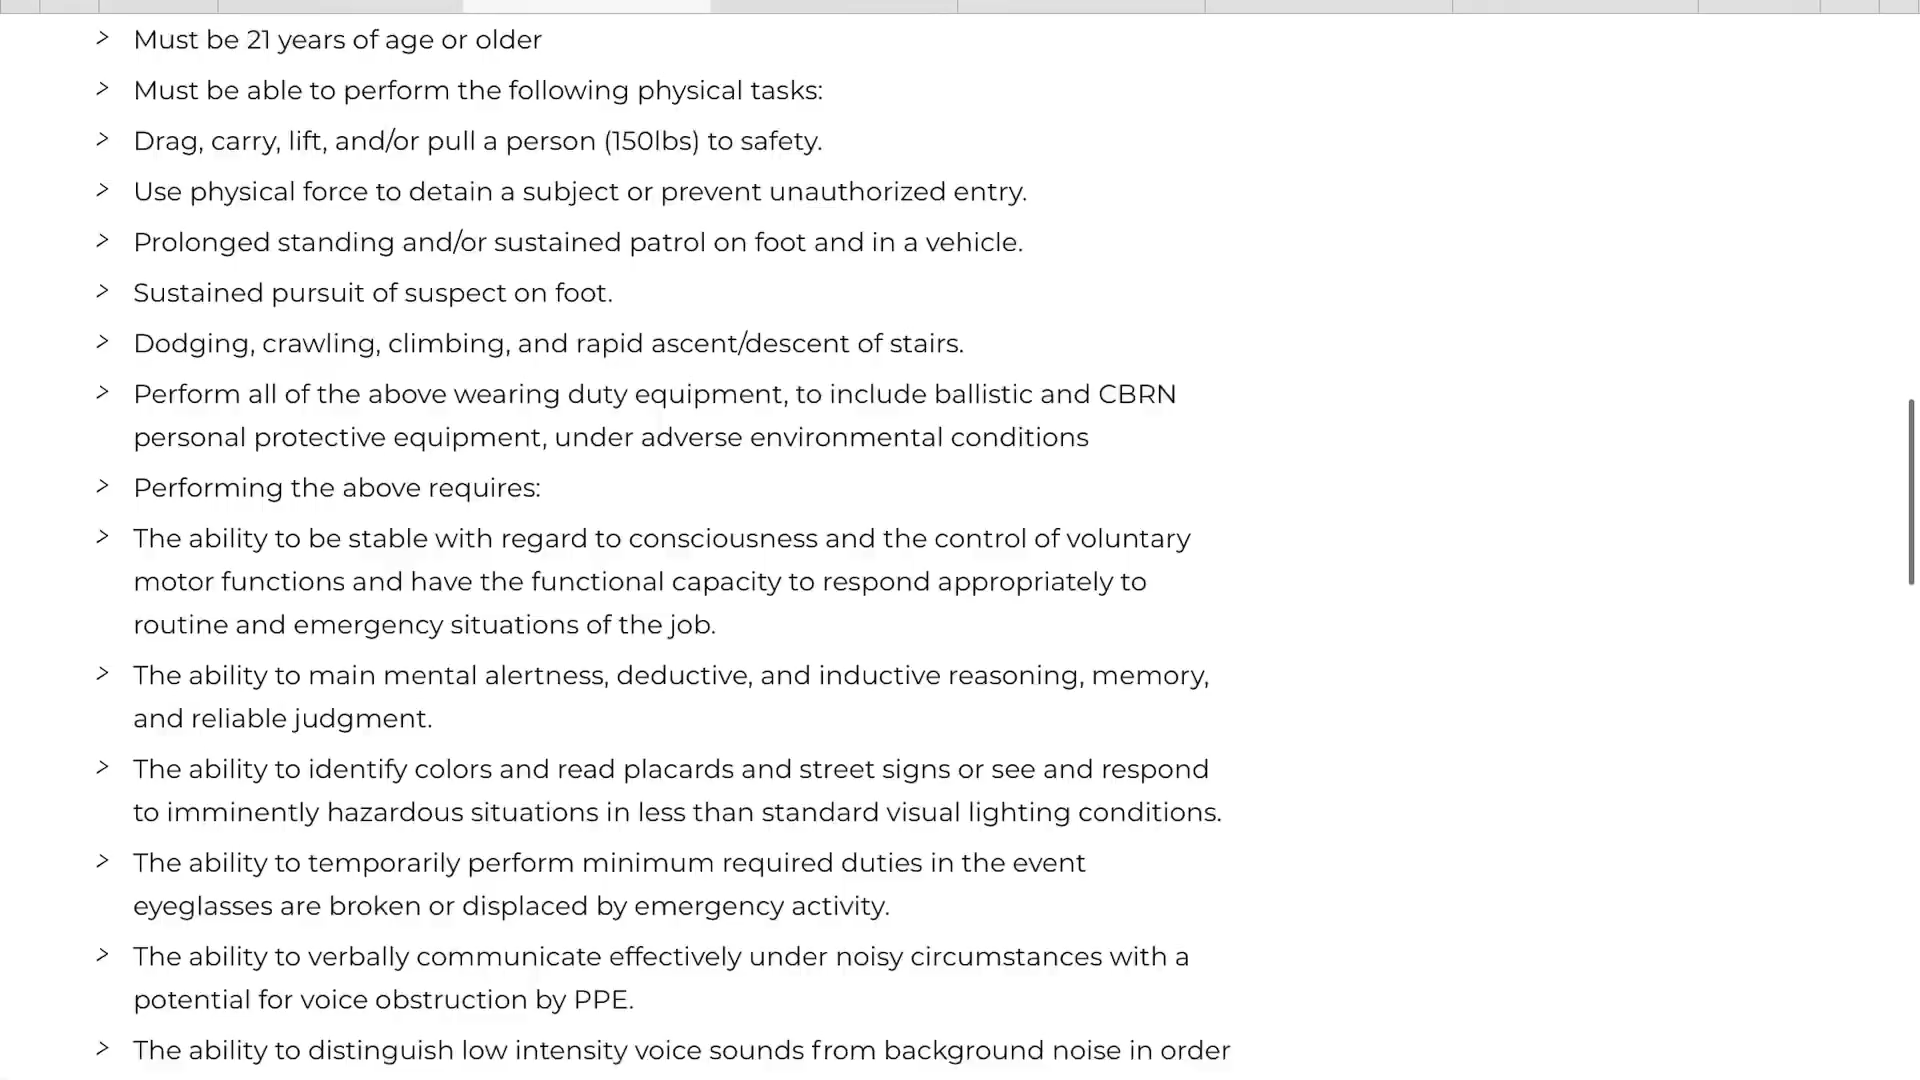 > Must be 21 years of age or older
> Must be able to perform the following physical tasks:
> Drag, carry, lift, and/or pull a person (150lbs) to safety.
> Use physical force to detain a subject or prevent unauthorized entry.
> Prolonged standing and/or sustained patrol on foot and in a vehicle.
> Sustained pursuit of suspect on foot.
> Dodging, crawling, climbing, and rapid ascent/descent of stairs.
> Perform all of the above wearing duty equipment, to include ballistic and CBRN
personal protective equipment, under adverse environmental conditions
> Performing the above requires:
> The ability to be stable with regard to consciousness and the control of voluntary
motor functions and have the functional capacity to respond appropriately to
routine and emergency situations of the job.
> The ability to main mental alertness, deductive, and inductive reasoning, memory,
and reliable judgment.
> The ability to identify colors and read placards and street signs or see and respond
to imminently hazardous situations in less than standard visual lighting conditions.
> The ability to temporarily perform minimum required duties in the event
eyeglasses are broken or displaced by emergency activity.
> The ability to verbally communicate effectively under noisy circumstances with a
potential for voice obstruction by PPE.
> The ability to distinguish low intensity voice sounds from background noise in order